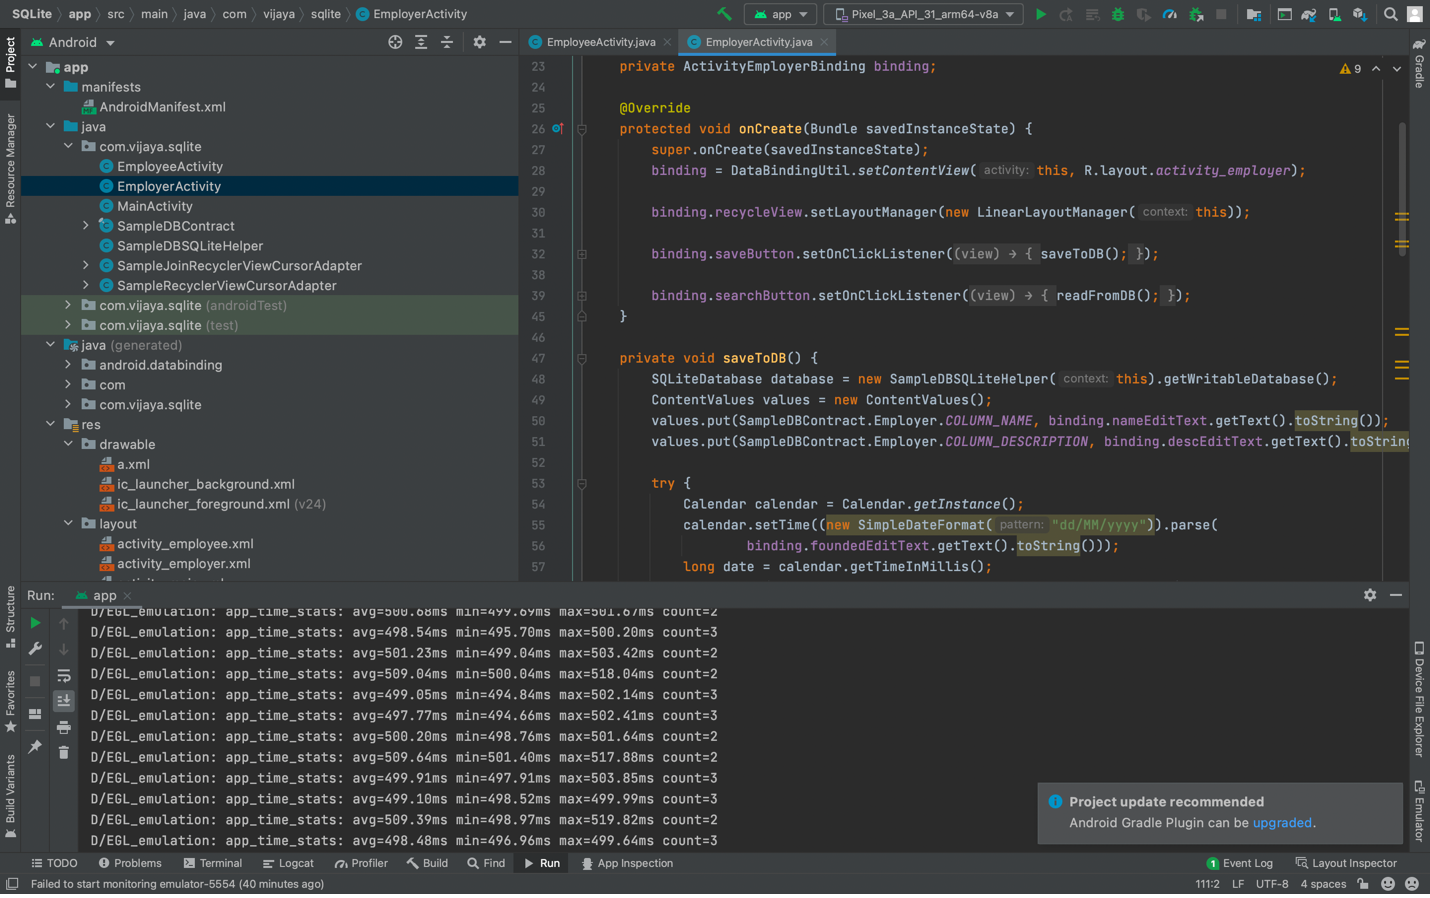 SQLite app src main java com vijaya sqlite EmployerActivity
app Pixel_3a_API_31_arm64-v8a
Project
Resource Manager
Structure
Favorites
Build Variants
Android
app
manifests
AndroidManifest.xml
java
com.vijaya.sqlite
EmployeeActivity
EmployerActivity
MainActivity
SampleDBContract
SampleDBSQLiteHelper
SampleJoinRecyclerViewCursorAdapter
SampleRecyclerViewCursorAdapter
com.vijaya.sqlite (androidTest)
com.vijaya.sqlite (test)
java (generated)
android.databinding
com
com.vijaya.sqlite
res
drawable
a.xml
ic_launcher_background.xml
ic_launcher_foreground.xml (v24)
layout
activity_employee.xml
activity_employer.xml
EmployeeActivity.java EmployerActivity.java
9
23 private ActivityEmployerBinding binding;
24
25 @Override
26 protected void onCreate(Bundle savedInstanceState) {
27 super.onCreate(savedInstanceState);
28 binding = DataBindingUtil.setContentView( activity: this, R.layout.activity_employer);
29
30 binding.recycleView.setLayoutManager(new LinearLayoutManager( context: this));
31
32 binding.saveButton.setOnClickListener((view) → { saveToDB(); });
38
39 binding.searchButton.setOnClickListener((view) → { readFromDB(); });
45 }
46
47 private void saveToDB() {
48 SQLiteDatabase database = new SampleDBSQLiteHelper( context: this).getWritableDatabase();
49 ContentValues values = new ContentValues();
50 values.put(SampleDBContract.Employer.COLUMN_NAME, binding.nameEditText.getText().toString());
51 values.put(SampleDBContract.Employer.COLUMN_DESCRIPTION, binding.descEditText.getText().toString
52
53 try {
54 Calendar calendar = Calendar.getInstance();
55 calendar.setTime((new SimpleDateFormat( pattern: "dd/MM/yyyy")).parse(
56 binding.foundedEditText.getText().toString()));
57 long date = calendar.getTimeInMillis();
Gradle
Device File Explorer
Emulator
Run: app
D/EGL_emulation: app_time_stats: avg=500.68ms min=499.69ms max=501.67ms count=2
D/EGL_emulation: app_time_stats: avg=498.54ms min=495.70ms max=500.20ms count=3
D/EGL_emulation: app_time_stats: avg=501.23ms min=499.04ms max=503.42ms count=2
D/EGL_emulation: app_time_stats: avg=509.04ms min=500.04ms max=518.04ms count=2
D/EGL_emulation: app_time_stats: avg=499.05ms min=494.84ms max=502.14ms count=3
D/EGL_emulation: app_time_stats: avg=497.77ms min=494.66ms max=502.41ms count=3
D/EGL_emulation: app_time_stats: avg=500.20ms min=498.76ms max=501.64ms count=2
D/EGL_emulation: app_time_stats: avg=509.64ms min=501.40ms max=517.88ms count=2
D/EGL_emulation: app_time_stats: avg=499.91ms min=497.91ms max=503.85ms count=3
D/EGL_emulation: app_time_stats: avg=499.10ms min=498.52ms max=499.99ms count=3
D/EGL_emulation: app_time_stats: avg=509.39ms min=498.97ms max=519.82ms count=2
D/EGL_emulation: app_time_stats: avg=498.48ms min=496.96ms max=499.64ms count=3
Project update recommended
Android Gradle Plugin can be upgraded.
TODO Problems Terminal Logcat Profiler Build Find Run App Inspection 1 Event Log Layout Inspector
Failed to start monitoring emulator-5554 (40 minutes ago) 111:2 LF UTF-8 4 spaces